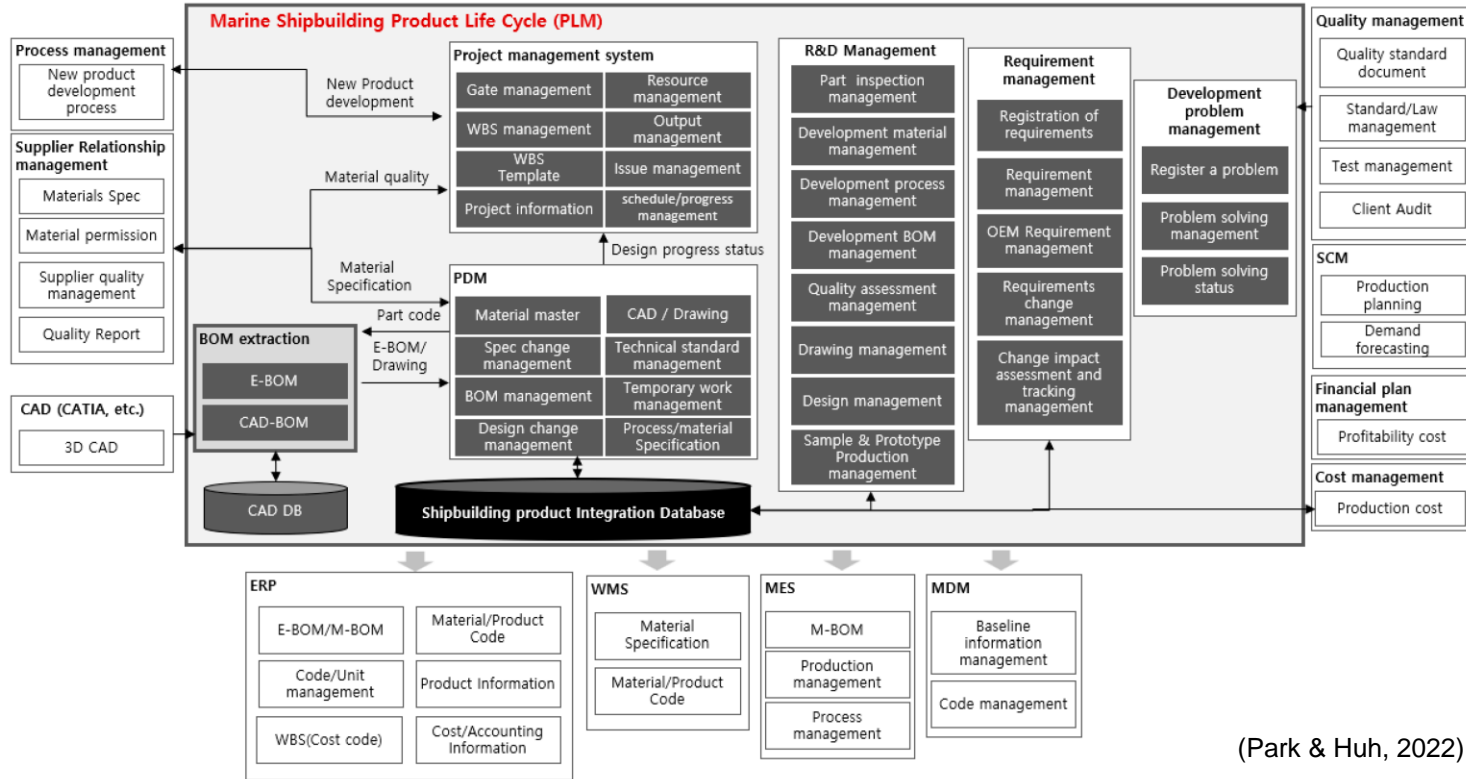 Marine Shipbuilding Product Life Cycle (PLM)
Process management
New product
development
process
Supplier Relationship
management
Materials Spec
Material permission
Supplier quality
management
Quality Report
CAD (CATIA, etc.)
3D CAD
New Product
development
Material quality
Material
Specification
Part code
E-BOM/
Drawing
Design progress status
BOM extraction
E-BOM
CAD-BOM
CAD DB
Project management system
Gate management
Resource
management
WBS management
Output
management
WBS
Template
Issue management
Project information
schedule/progress
management
PDM
Material master
CAD / Drawing
Spec change
management
Technical standard
management
BOM management
Temporary work
management
Design change
management
Process/material
Specification
Shipbuilding product Integration Database
R&D Management
Part inspection
management
Development material
management
Development process
management
Development BOM
management
Quality assessment
management
Drawing management
Design management
Sample & Prototype
Production
management
Requirement
management
Registration of
requirements
Requirement
management
OEM Requirement
management
Requirements
change
management
Change impact
assessment and
tracking
management
Development
problem
management
Register a problem
Problem solving
management
Problem solving
status
Quality management
Quality standard
document
Standard/Law
management
Test management
Client Audit
SCM
Production
planning
Demand
forecasting
Financial plan
management
Profitability cost
Cost management
Production cost
ERP
E-BOM/M-BOM
Material/Product
Code
Code/Unit
management
Product Information
WBS(Cost code)
Cost/Accounting
Information
WMS
Material
Specification
Material/Product
Code
MES
M-BOM
Production
management
Process
management
MDM
Baseline
information
management
Code management
(Park & Huh, 2022)